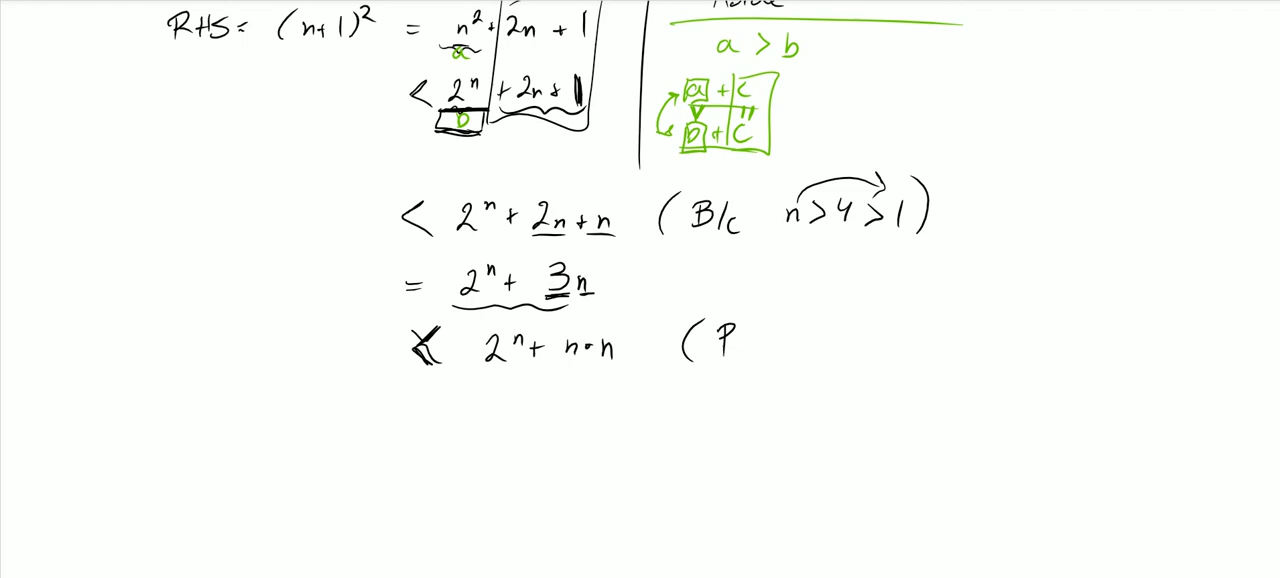 RHS = (n+1)² = n² + 2n + 1
a
< 2ⁿ + 2n + 1
b
< 2ⁿ + 2n + n (B/c n > 4 > 1)
= 2ⁿ + 3n
< 2ⁿ + n·n (P
a > b
a + c
b + c